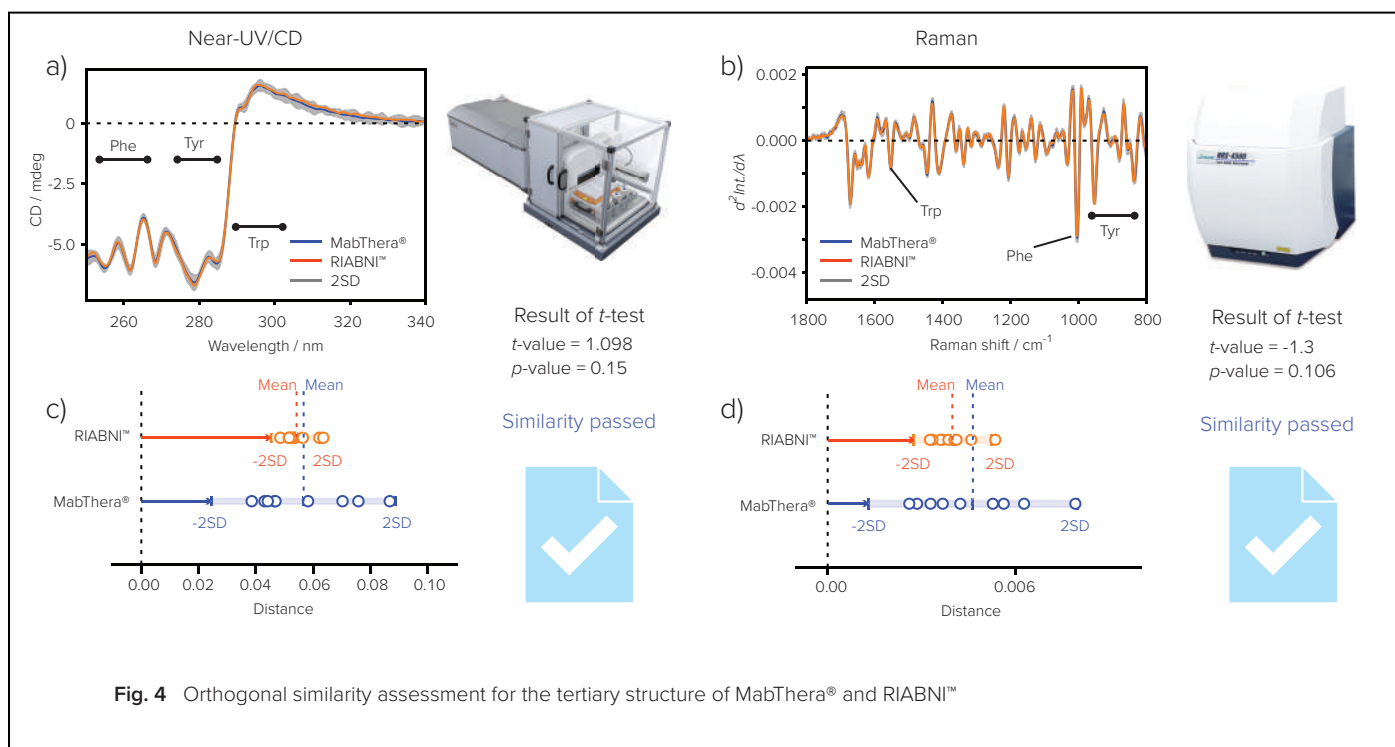 Near-UV/CD
a)
0
-2.5
-5.0
CD / mdeg
Phe
Tyr
Trp
MabThera®
RIABNI™
2SD
260
280
300
320
340
Wavelength / nm
Result of t-test
t-value = 1.098
p-value = 0.15
Raman
b)
0.002
0.000
-0.002
-0.004
d² Int./dλ
Trp
Phe
Tyr
MabThera®
RIABNI™
2SD
1800
1600
1400
1200
1000
800
Raman shift / cm⁻¹
Result of t-test
t-value = -1.3
p-value = 0.106
c)
Mean
Mean
RIABNI™
-2SD
2SD
MabThera®
-2SD
2SD
0.00
0.02
0.04
0.06
0.08
0.10
Distance
Similarity passed
d)
Mean
Mean
RIABNI™
-2SD
2SD
MabThera®
-2SD
2SD
0.00
0.006
Distance
Similarity passed
Fig. 4 Orthogonal similarity assessment for the tertiary structure of MabThera® and RIABNI™